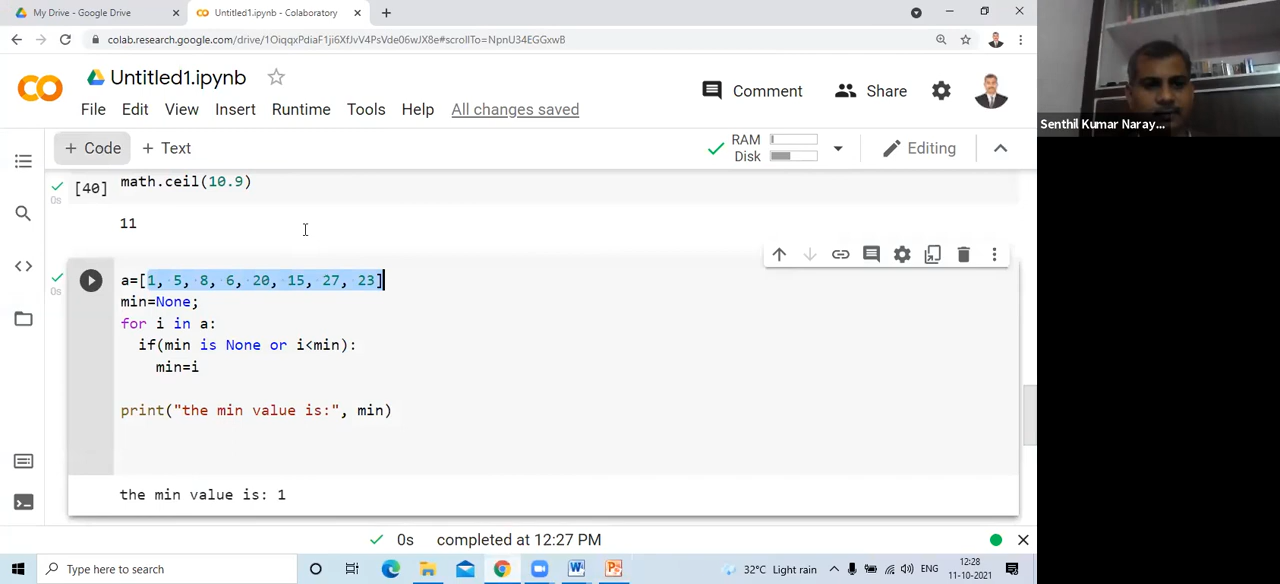 My Drive - Google Drive
Untitled1.ipynb - Colaboratory
colab.research.google.com/drive/1OiqqxPdiaF1ji6XfJvV4PsVde06wJX8e#scrollTo=NpnU34EGGxwB
Untitled1.ipynb
Comment
Share
File Edit View Insert Runtime Tools Help All changes saved
+ Code + Text
RAM
Disk
Editing
[40]
0s
math.ceil(10.9)
11
0s
a=[1, 5, 8, 6, 20, 15, 27, 23]
min=None;
for i in a:
if(min is None or i<min):
min=i
print("the min value is:", min)
the min value is: 1
0s completed at 12:27 PM
Type here to search
32°C Light rain
ENG
12:28
11-10-2021
Senthil Kumar Naray...